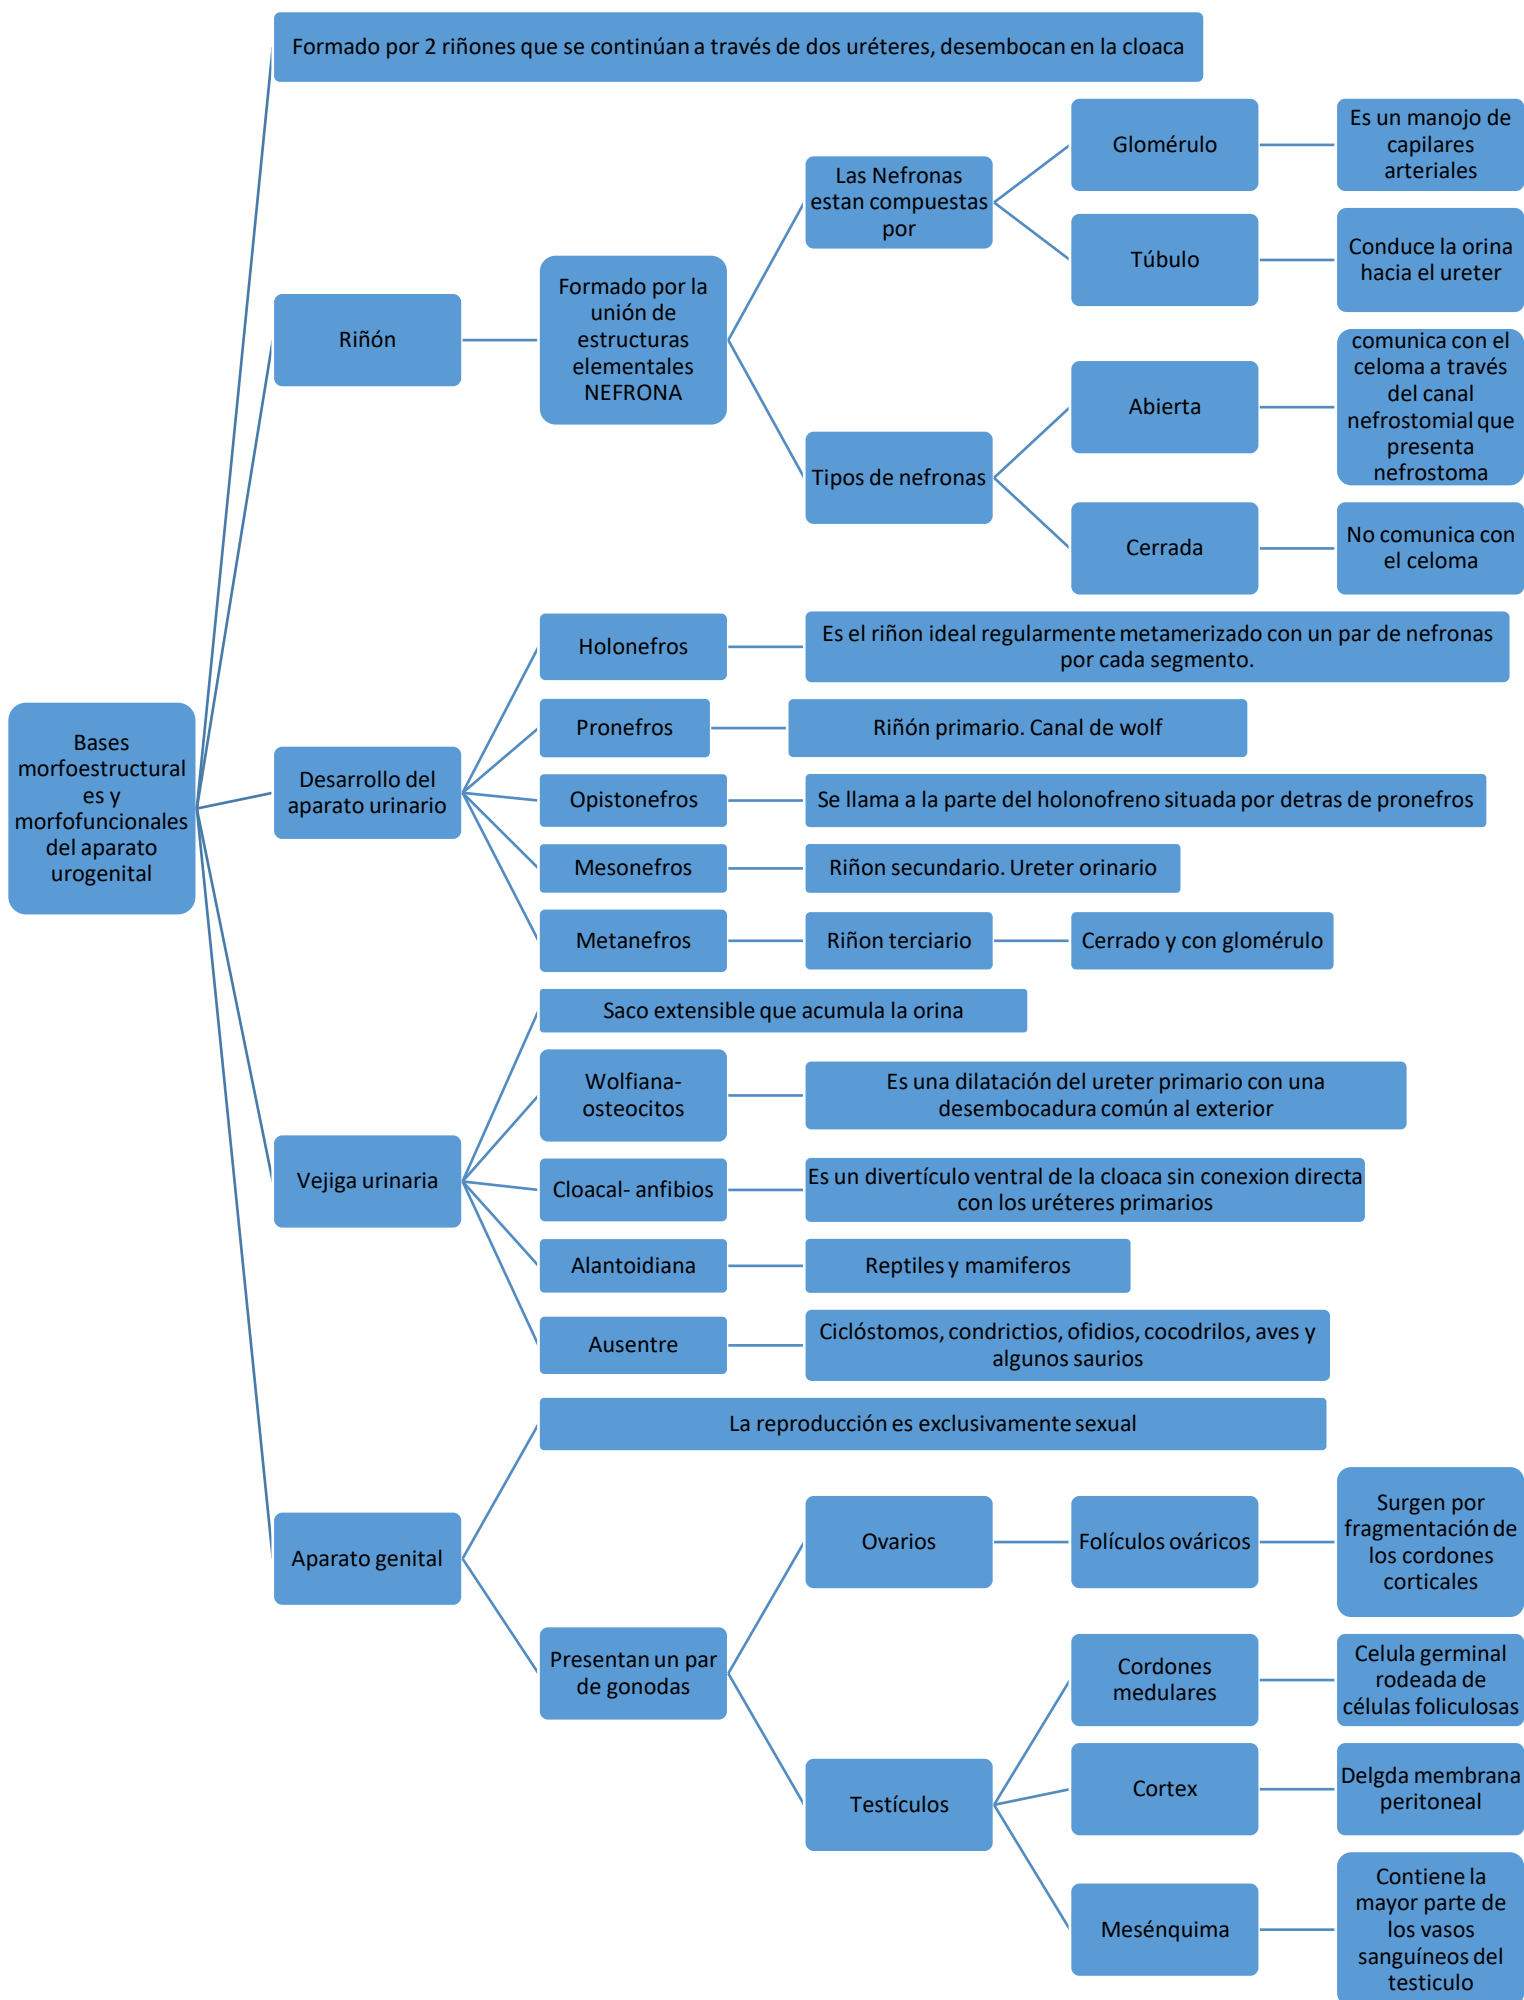 Formado por 2 riñones que se continúan a través de dos uréteres, desembocan en la cloaca
Bases
morfoestructural
es y
morfofuncionales
del aparato
urogenital
Riñón
Formado por la
unión de
estructuras
elementales
NEFRONA
Las Nefronas
estan compuestas
por
Glomérulo
Es un manojo de
capilares
arteriales
Túbulo
Conduce la orina
hacia el ureter
Tipos de nefronas
Abierta
comunica con el
celoma a través
del canal
nefrostomial que
presenta
nefrostoma
Cerrada
No comunica con
el celoma
Desarrollo del
aparato urinario
Holonefros
Es el riñon ideal regularmente metamerizado con un par de nefronas
por cada segmento.
Pronefros
Riñón primario. Canal de wolf
Opistonefros
Se llama a la parte del holonofreno situada por detras de pronefros
Mesonefros
Riñon secundario. Ureter orinario
Metanefros
Riñon terciario
Cerrado y con glomérulo
Vejiga urinaria
Saco extensible que acumula la orina
Wolfiana-
osteocitos
Es una dilatación del ureter primario con una
desembocadura común al exterior
Cloacal- anfibios
Es un divertículo ventral de la cloaca sin conexion directa
con los uréteres primarios
Alantoidiana
Reptiles y mamiferos
Ausentre
Ciclóstomos, condrictios, ofidios, cocodrilos, aves y
algunos saurios
Aparato genital
La reproducción es exclusivamente sexual
Presentan un par
de gonodas
Ovarios
Folículos ováricos
Surgen por
fragmentación de
los cordones
corticales
Testículos
Cordones
medulares
Celula germinal
rodeada de
células foliculosas
Cortex
Delgda membrana
peritoneal
Mesénquima
Contiene la
mayor parte de
los vasos
sanguíneos del
testiculo